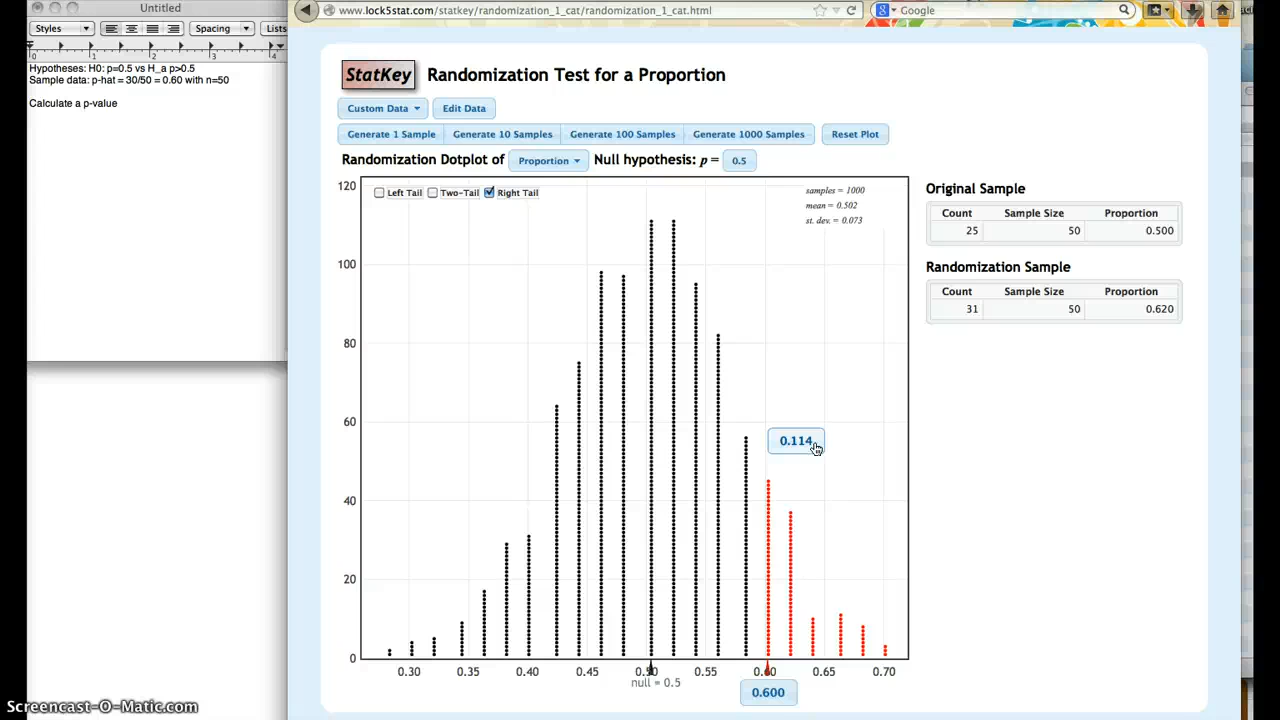 Untitled
Styles
Spacing
Lists
0 1 2 3 4
Hypotheses: H0: p=0.5 vs H_a p>0.5
Sample data: p-hat = 30/50 = 0.60 with n=50
Calculate a p-value
www.lock5stat.com/statkey/randomization_1_cat/randomization_1_cat.html
Google
StatKey Randomization Test for a Proportion
Custom Data Edit Data
Generate 1 Sample Generate 10 Samples Generate 100 Samples Generate 1000 Samples Reset Plot
Randomization Dotplot of Proportion Null hypothesis: p = 0.5
Left Tail Two-Tail Right Tail
samples = 1000
mean = 0.502
st. dev. = 0.073
120
100
80
60
40
20
0
0.114
0.30 0.35 0.40 0.45 0.50 0.55 0.60 0.65 0.70
null = 0.5
0.600
Original Sample
Count Sample Size Proportion
25 50 0.500
Randomization Sample
Count Sample Size Proportion
31 50 0.620
Screencast-O-Matic.com